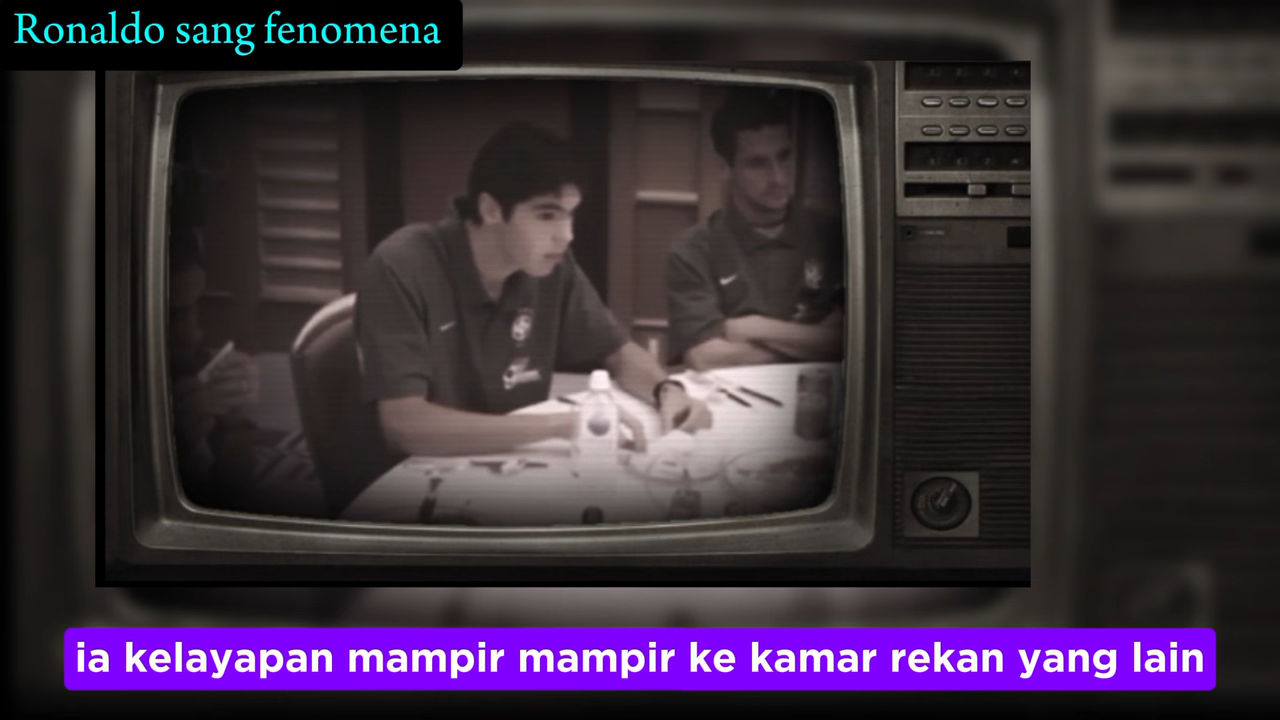 Ronaldo sang fenomena
ia kelayapan mampir mampir ke kamar rekan yang lain